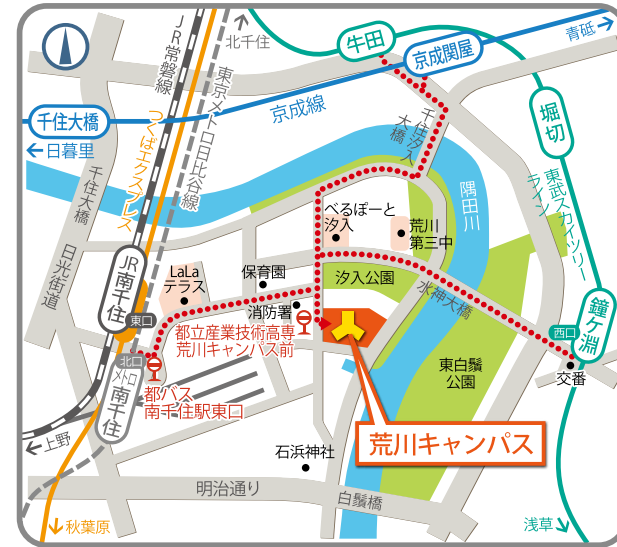 北千住
JR常磐線
つくばエクスプレス
東京メトロ日比谷線
牛田
京成関屋
青砥
千住大橋
日暮里
京成線
千住汐入
大橋
堀切
東武スカイツリー
ライン
隅田川
千住大橋
日光街道
べるぽーと
汐入
荒川
第三中
JR
南千住
LaLa
テラス
保育園
汐入公園
水神大橋
鐘ヶ淵
東口
消防署
西口
都立産業技術高専
荒川キャンパス前
北口
メトロ
南千住
都バス
南千住駅東口
東白鬚
公園
交番
上野
荒川キャンパス
石浜神社
明治通り
白鬚橋
秋葉原
浅草